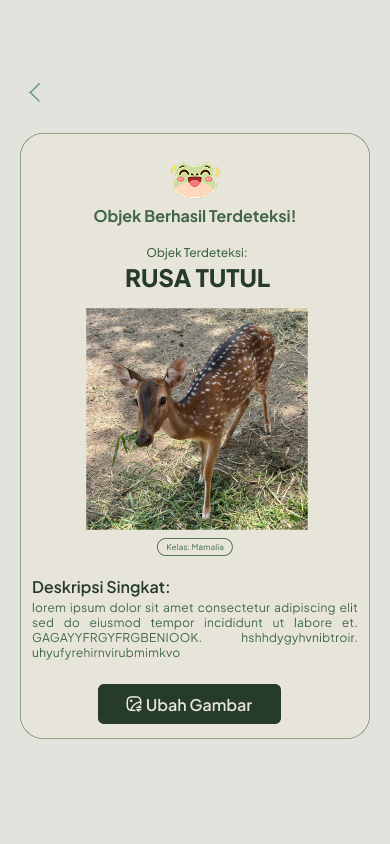 Objek Berhasil Terdeteksi!
Objek Terdeteksi:
RUSA TUTUL
Kelas: Mamalia
Deskripsi Singkat:
lorem ipsum dolor sit amet consectetur adipiscing elit
sed do eiusmod tempor incididunt ut labore et.
GAGAYYFRGYFRGBENIOOK. hshhdygyhvnibtroir.
uhyufyrehirnvirubmimkvo
Ubah Gambar